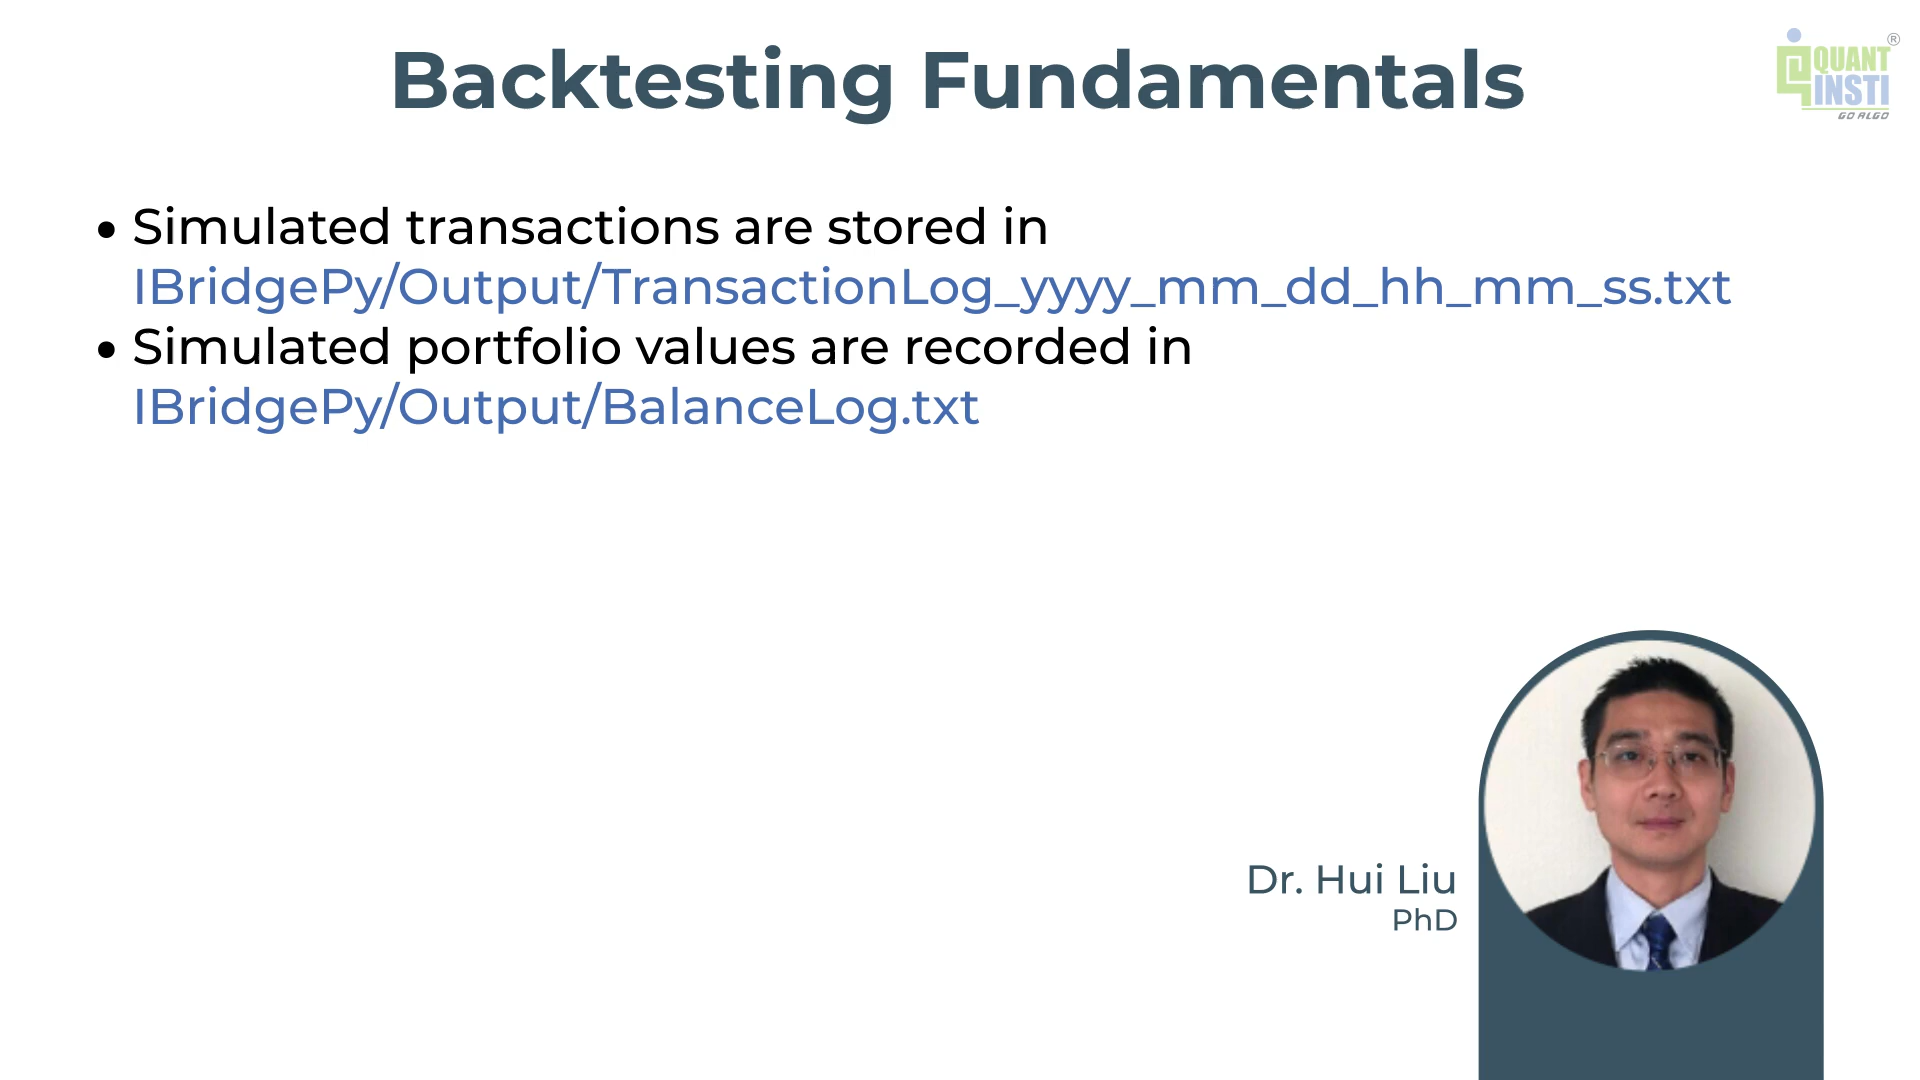 Backtesting Fundamentals
QUANT
INSTI
®
GO ALGO
• Simulated transactions are stored in
IBridgePy/Output/TransactionLog_yyyy_mm_dd_hh_mm_ss.txt
• Simulated portfolio values are recorded in
IBridgePy/Output/BalanceLog.txt
Dr. Hui Liu
PhD